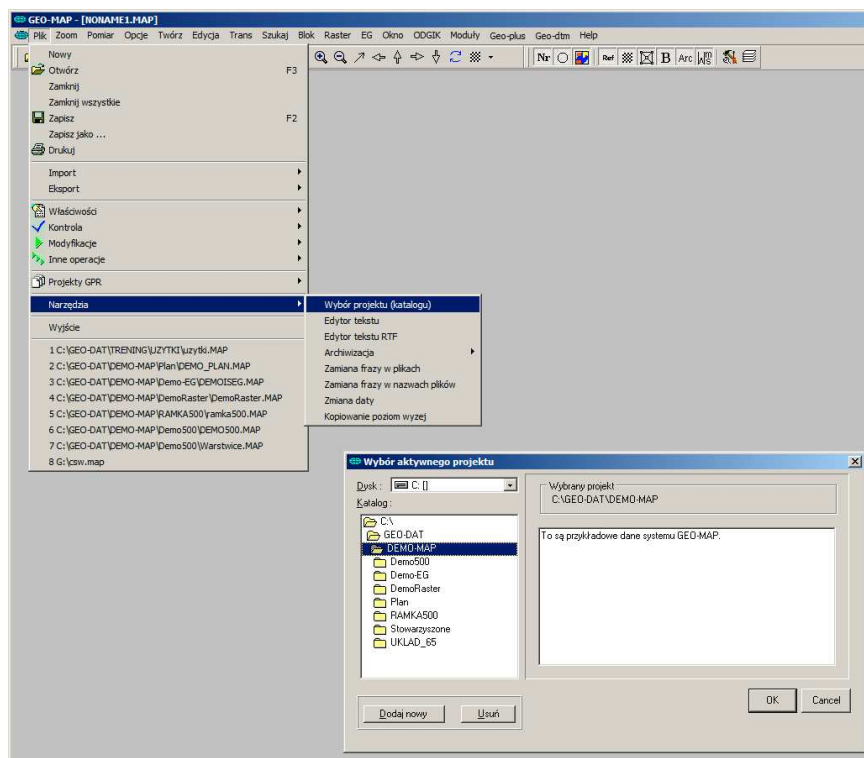 GEO-MAP - [NONAME1.MAP]
Plik Zoom Pomiar Opcje Twórz Edycja Trans Szukaj Blok Raster EG Okno ODGIK Moduły Geo-plus Geo-dtm Help
Nr Ref B Arc
Nowy
Otwórz F3
Zamknij
Zamknij wszystkie
Zapisz F2
Zapisz jako ...
Drukuj
Import
Eksport
Właściwości
Kontrola
Modyfikacje
Inne operacje
Projekty GPR
Narzędzia
Wyjście
1 C:\GEO-DAT\TRENING\UZYTKI\uzytki.MAP
2 C:\GEO-DAT\DEMO-MAP\Plan\DEMO_PLAN.MAP
3 C:\GEO-DAT\DEMO-MAP\Demo-EG\DEMOISEG.MAP
4 C:\GEO-DAT\DEMO-MAP\DemoRaster\DemoRaster.MAP
5 C:\GEO-DAT\DEMO-MAP\RAMKA500\ramka500.MAP
6 C:\GEO-DAT\DEMO-MAP\Demo500\DEMO500.MAP
7 C:\GEO-DAT\DEMO-MAP\Demo500\Warstwice.MAP
8 G:\csw.map
Wybór projektu (katalogu)
Edytor tekstu
Edytor tekstu RTF
Archiwizacja
Zamiana frazy w plikach
Zamiana frazy w nazwach plików
Zmiana daty
Kopiowanie poziom wyzej
Wybór aktywnego projektu
Dysk : C: []
Katalog :
C:\
GEO-DAT
DEMO-MAP
Demo500
Demo-EG
DemoRaster
Plan
RAMKA500
Stowarzyszone
UKLAD_65
Dodaj nowy Usuń
Wybrany projekt
C:\GEO-DAT\DEMO-MAP
To są przykładowe dane systemu GEO-MAP.
OK Cancel